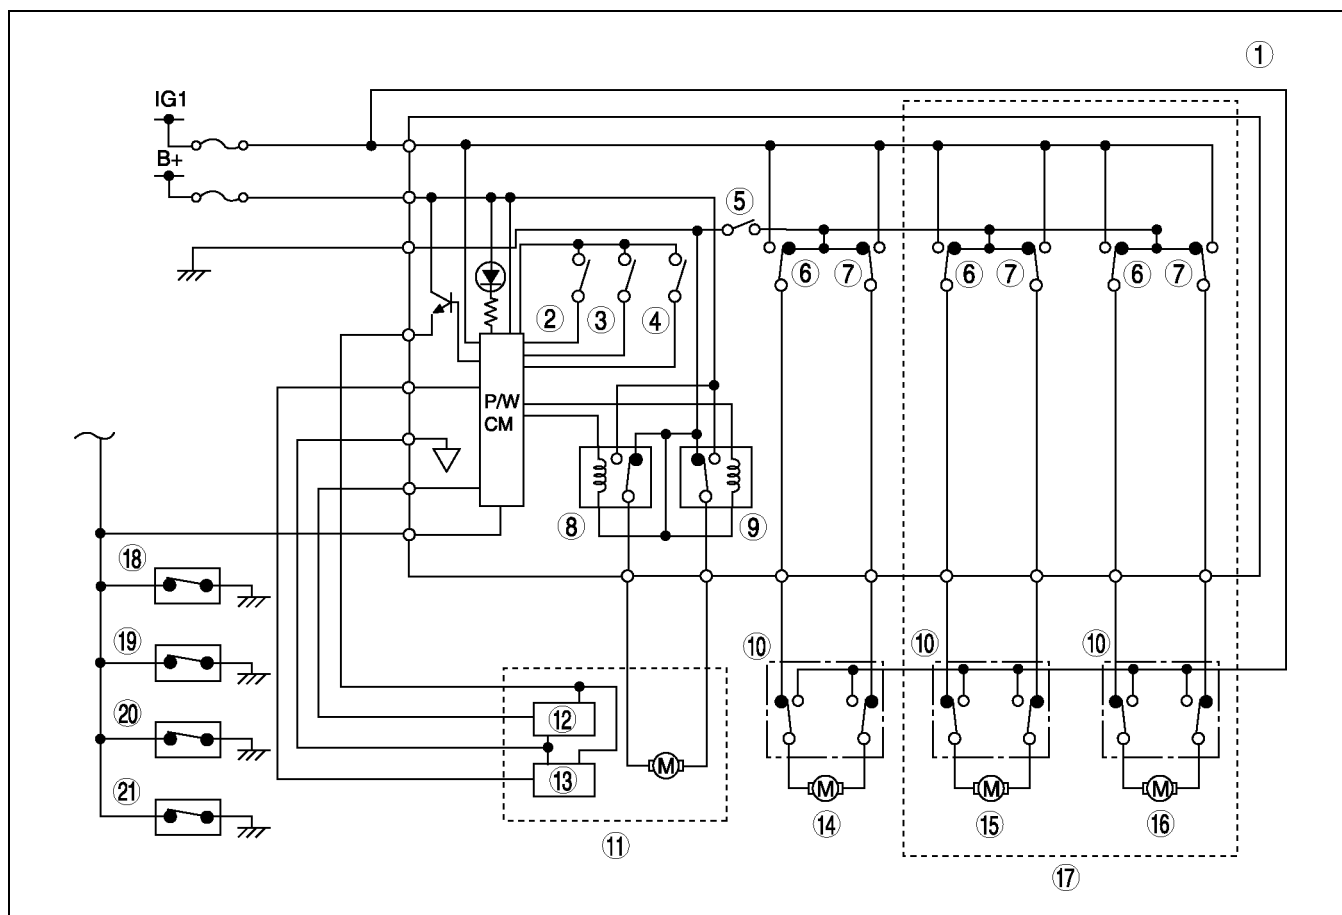 ①
IG1
B+
⑤
⑥ ⑦ ⑥ ⑦ ⑥ ⑦
② ③ ④
P/W
CM
⑧ ⑨
⑱
⑲
⑩ ⑩ ⑩
⑳
⑫
⑬
M M M M
㉑
⑪ ⑭ ⑮ ⑯
⑰